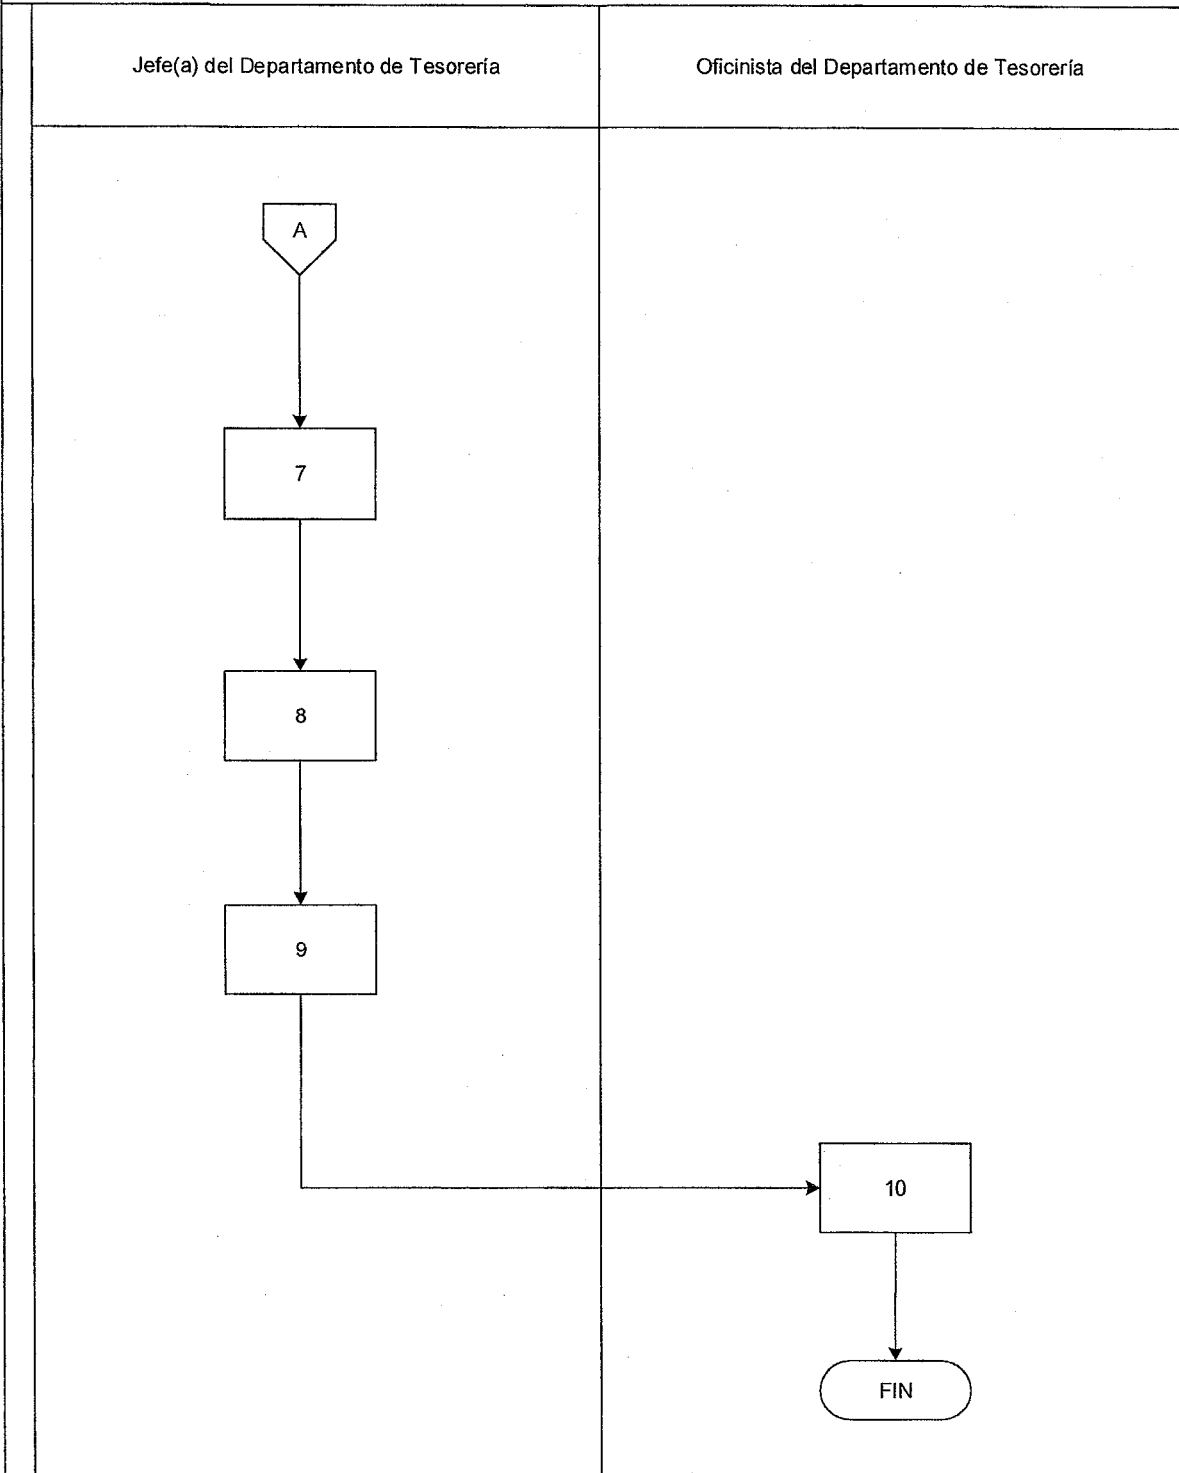 Jefe(a) del Departamento de Tesorería
Oficinista del Departamento de Tesorería
A
7
8
9
10
FIN